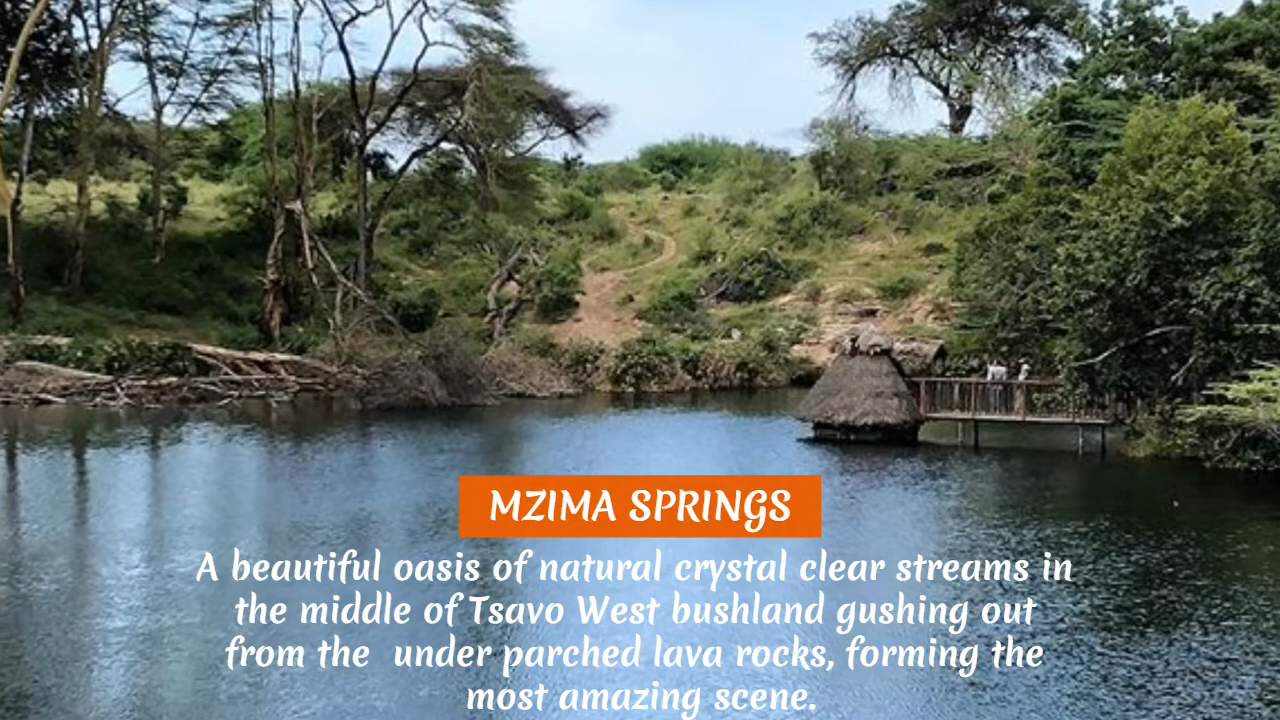 MZIMA SPRINGS
A beautiful oasis of natural crystal clear streams in
the middle of Tsavo West bushland gushing out
from the  under parched lava rocks, forming the
most amazing scene.